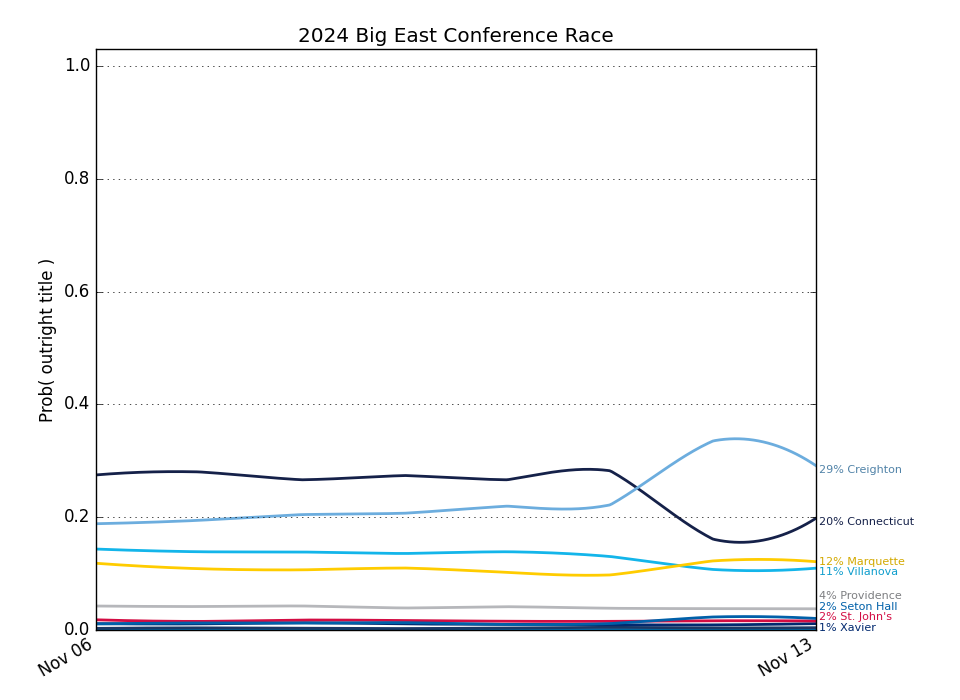 2024 Big East Conference Race
Prob( outright title )
1.0
0.8
0.6
0.4
0.2
0.0
Nov 06
Nov 13
29% Creighton
20% Connecticut
12% Marquette
11% Villanova
4% Providence
2% Seton Hall
2% St. John's
1% Xavier